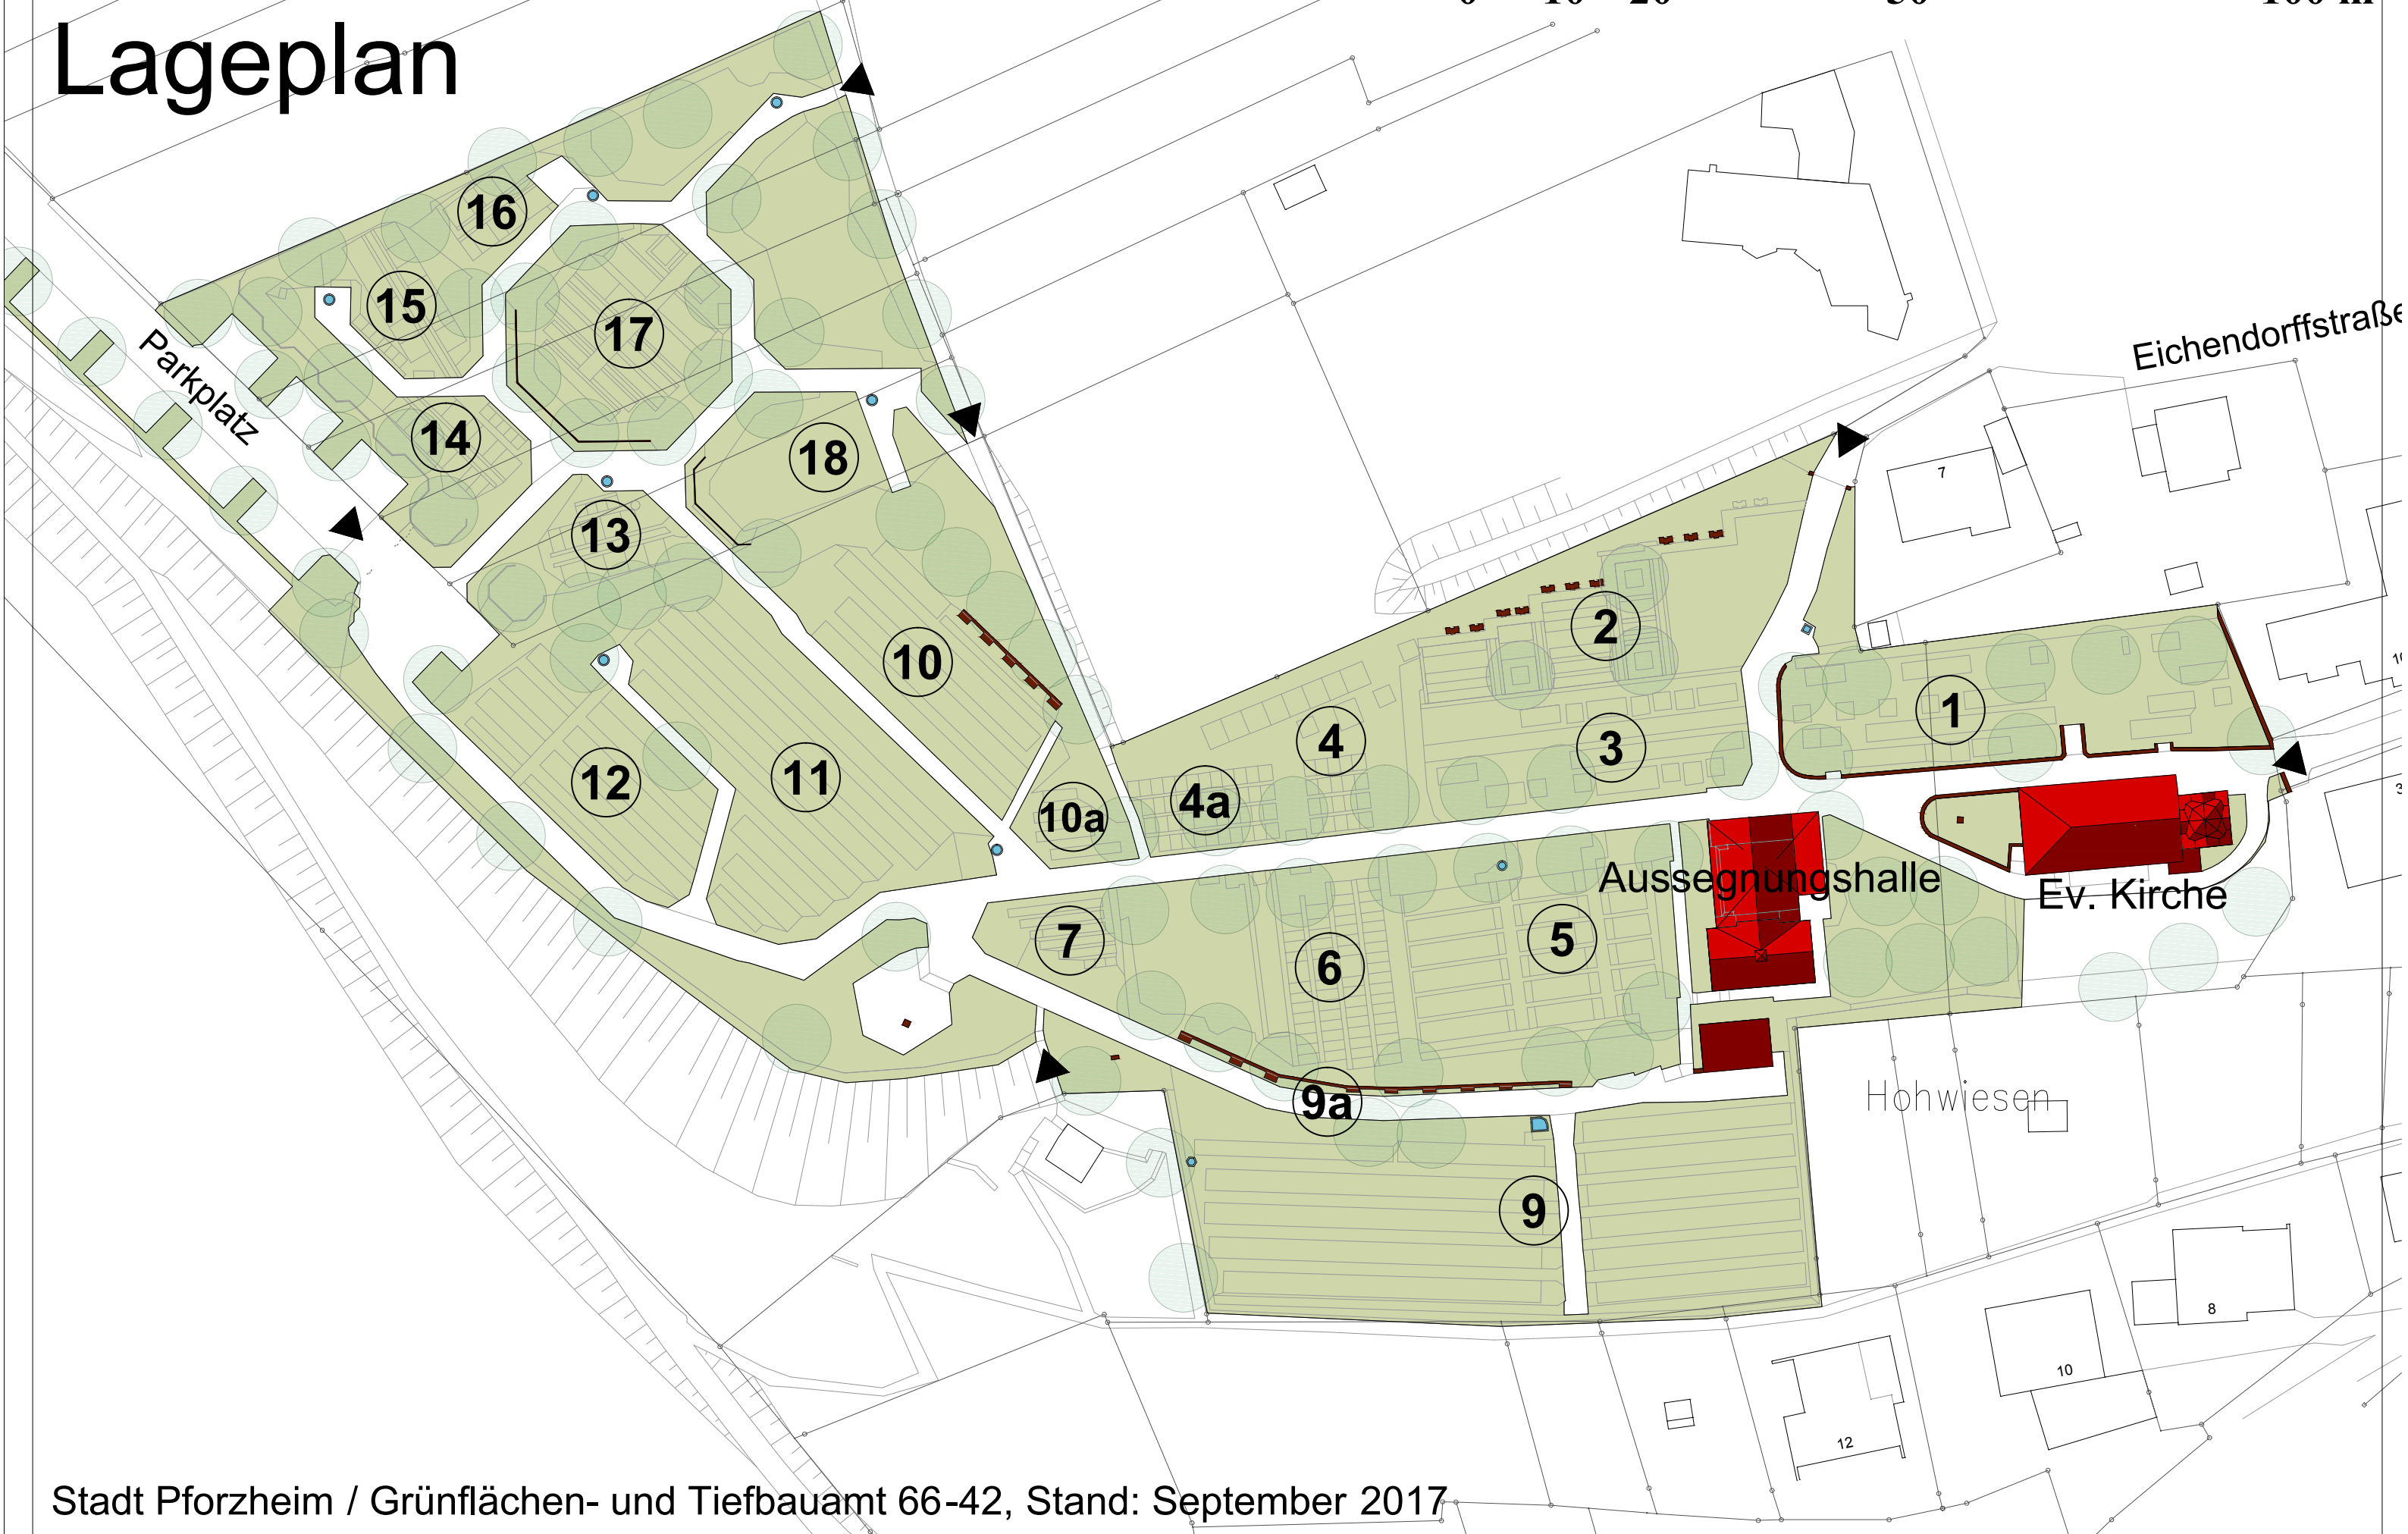 Lageplan
16
15
17
Parkplatz
14
18
13
Eichendorffstraße
7
2
10
1
4
3
12
11
10a
4a
Aussegnungshalle
Ev. Kirche
7
6
5
9a
Hohwiesen
9
8
10
12
Stadt Pforzheim / Grünflächen- und Tiefbauamt 66-42, Stand: September 2017